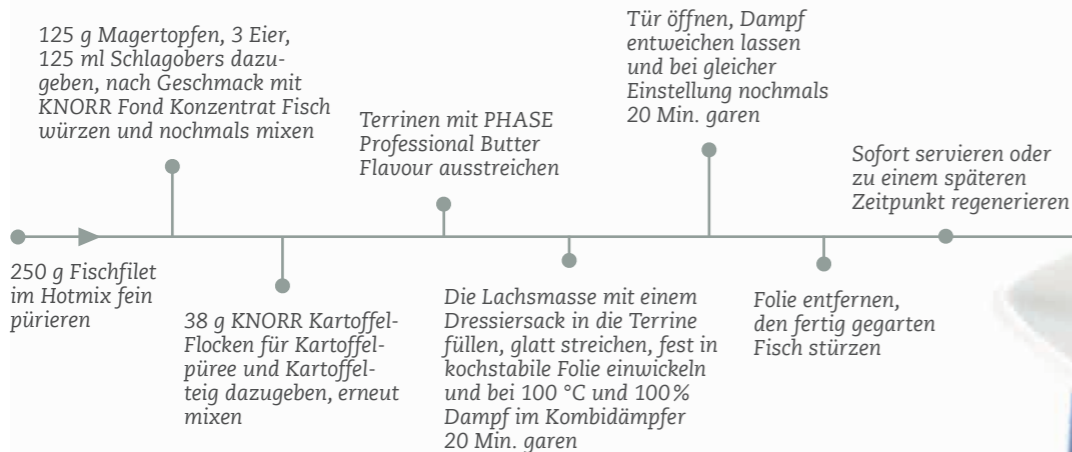 250 g Fischfilet
im Hotmix fein
pürieren
125 g Magertopfen, 3 Eier,
125 ml Schlagobers dazu-
geben, nach Geschmack mit
KNORR Fond Konzentrat Fisch
würzen und nochmals mixen
38 g KNORR Kartoffel-
Flocken für Kartoffel-
püree und Kartoffel-
teig dazugeben, erneut
mixen
Terrinen mit PHASE
Professional Butter
Flavour ausstreichen
Die Lachsmasse mit einem
Dressiersack in die Terrine
füllen, glatt streichen, fest in
kochstabile Folie einwickeln
und bei 100 °C und 100%
Dampf im Kombidämpfer
20 Min. garen
Tür öffnen, Dampf
entweichen lassen
und bei gleicher
Einstellung nochmals
20 Min. garen
Folie entfernen,
den fertig gegarten
Fisch stürzen
Sofort servieren oder
zu einem späteren
Zeitpunkt regenerieren